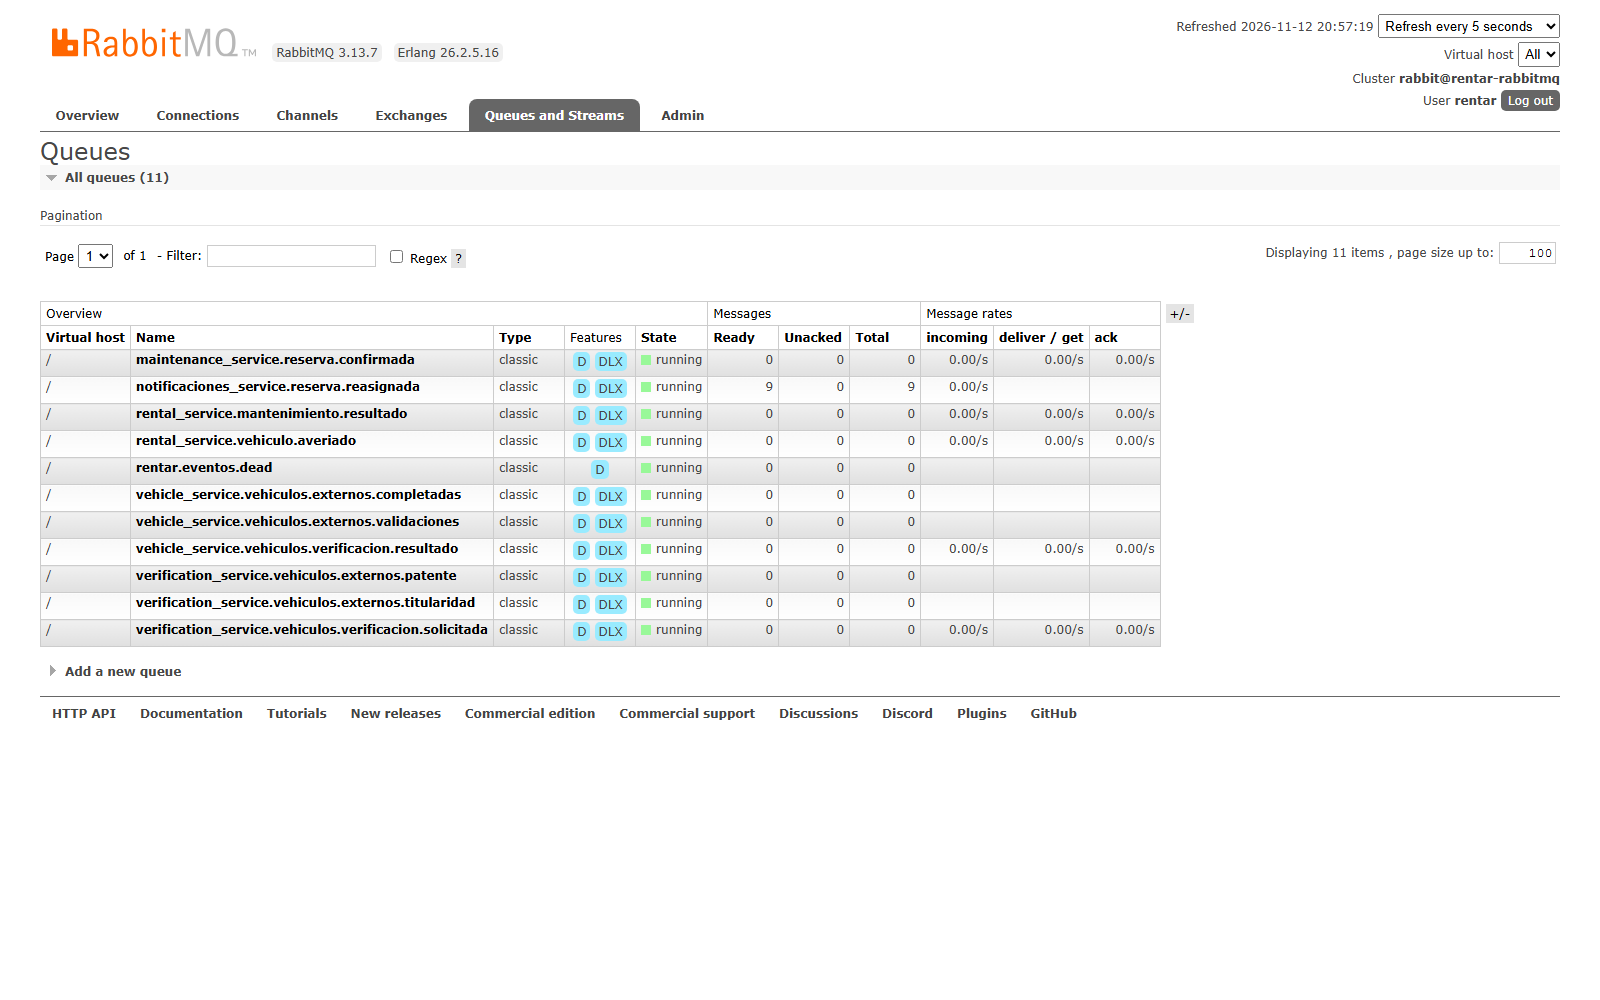 RabbitMQ TM RabbitMQ 3.13.7 Erlang 26.2.5.16
Refreshed 2026-11-12 20:57:19 Refresh every 5 seconds
Virtual host All
Cluster rabbit@rentar-rabbitmq
User rentar Log out
Overview Connections Channels Exchanges Queues and Streams Admin
Queues
All queues (11)
Pagination
Page 1 of 1 - Filter: Regex ?
Displaying 11 items , page size up to: 100
Overview Messages Message rates +/-
Virtual host Name Type Features State Ready Unacked Total incoming deliver / get ack
/ maintenance_service.reserva.confirmada classic D DLX running 0 0 0 0.00/s 0.00/s 0.00/s
/ notificaciones_service.reserva.reasignada classic D DLX running 9 0 9 0.00/s
/ rental_service.mantenimiento.resultado classic D DLX running 0 0 0 0.00/s 0.00/s 0.00/s
/ rental_service.vehiculo.averiado classic D DLX running 0 0 0 0.00/s 0.00/s 0.00/s
/ rentar.eventos.dead classic D running 0 0 0
/ vehicle_service.vehiculos.externos.completadas classic D DLX running 0 0 0
/ vehicle_service.vehiculos.externos.validaciones classic D DLX running 0 0 0
/ vehicle_service.vehiculos.verificacion.resultado classic D DLX running 0 0 0 0.00/s 0.00/s 0.00/s
/ verification_service.vehiculos.externos.patente classic D DLX running 0 0 0
/ verification_service.vehiculos.externos.titularidad classic D DLX running 0 0 0
/ verification_service.vehiculos.verificacion.solicitada classic D DLX running 0 0 0 0.00/s 0.00/s 0.00/s
Add a new queue
HTTP API Documentation Tutorials New releases Commercial edition Commercial support Discussions Discord Plugins GitHub